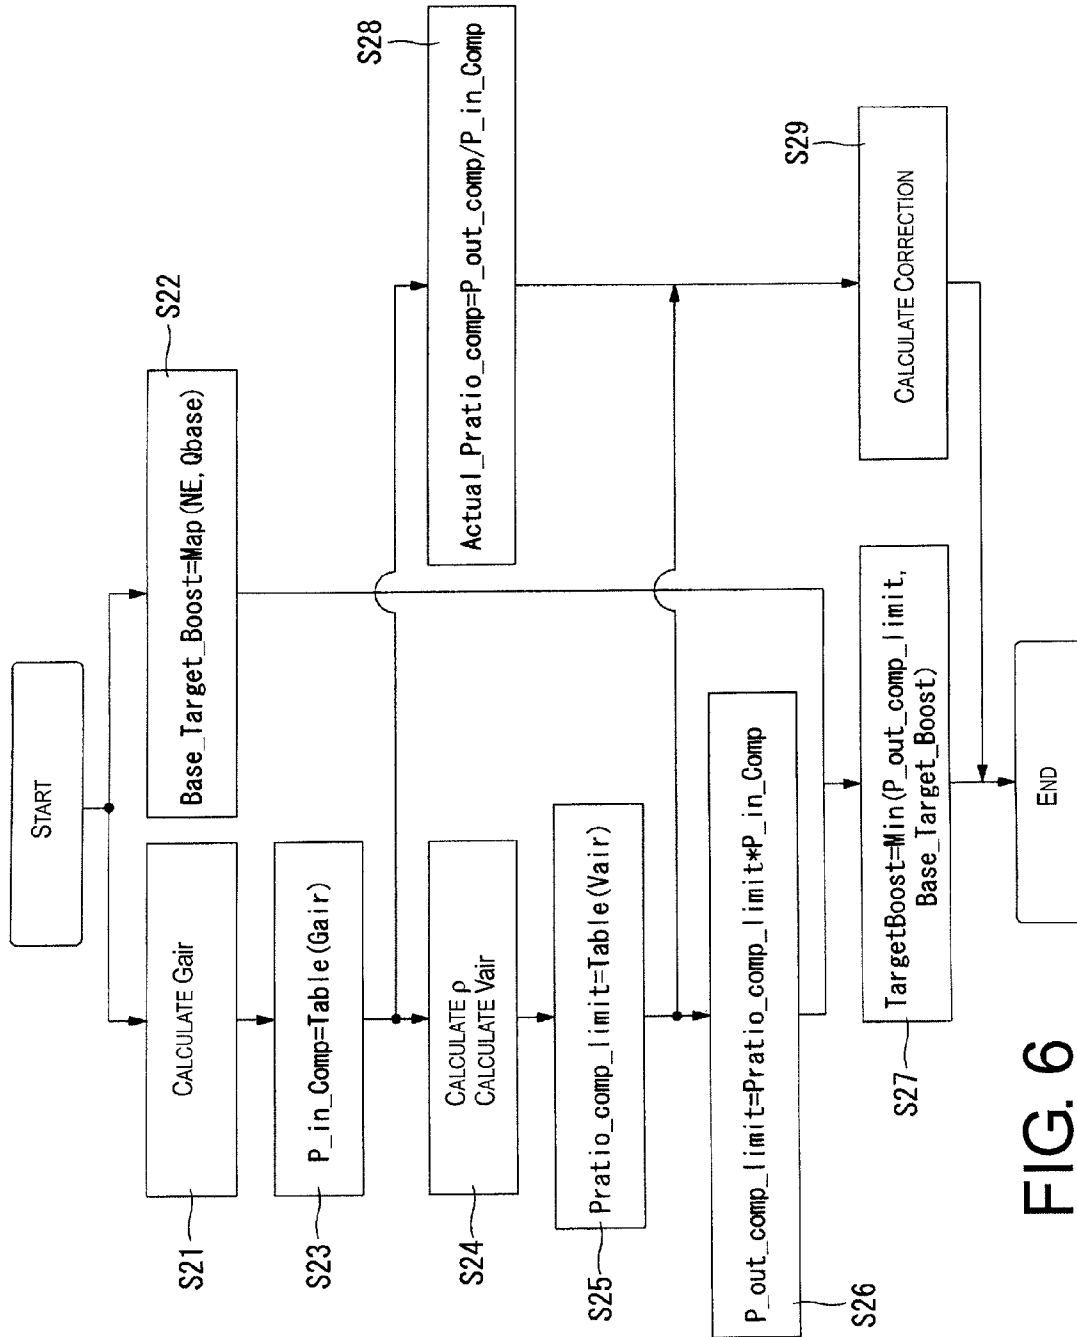 START
S21
CALCULATE Gair
S22
Base_Target_Boost=Map(NE, Qbase)
S23
P_in_Comp=Table(Gair)
S24
CALCULATE ρ
CALCULATE Vair
S28
Actual_Pratio_comp=P_out_comp/P_in_Comp
S25
Pratio_comp_limit=Table(Vair)
S26
P_out_comp_limit=Pratio_comp_limit*P_in_Comp
S27
TargetBoost=Min(P_out_comp_limit,
Base_Target_Boost)
S29
CALCULATE CORRECTION
END
FIG. 6